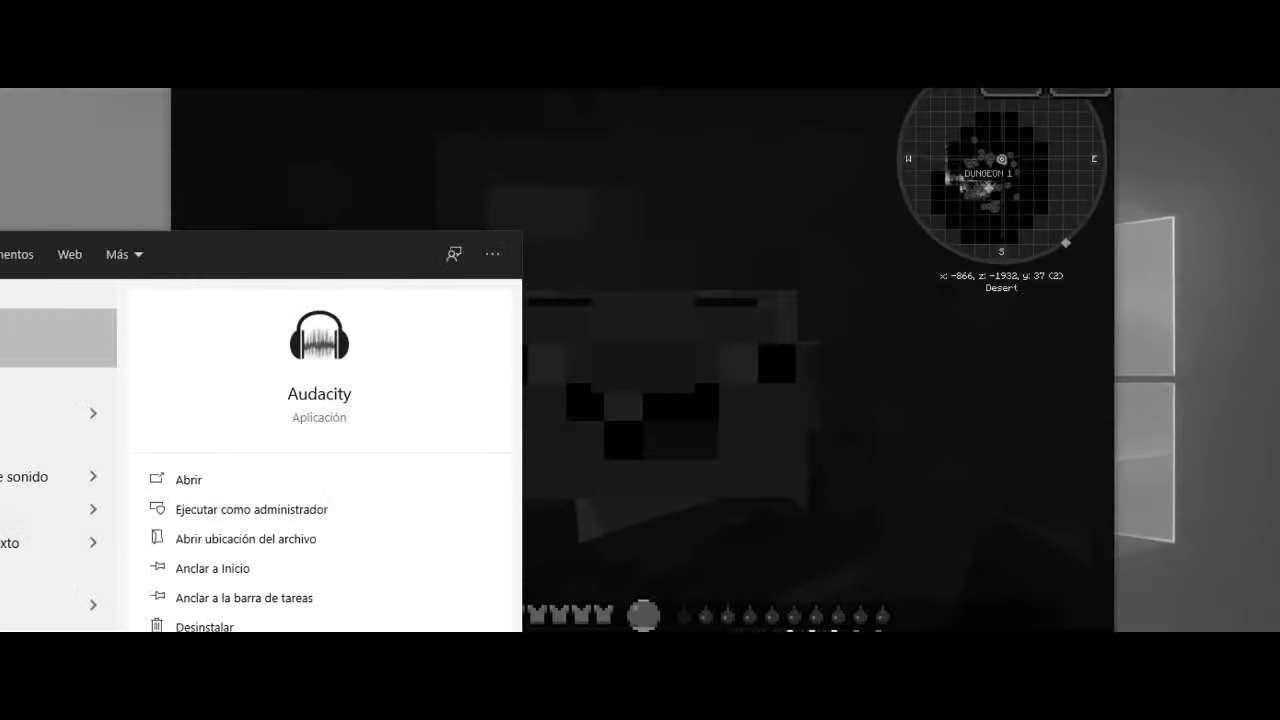 W
E
DUNGEON 1
S
x: -866, z: -1932, y: 37 (2)
Desert
mentos Web Más
Audacity
Aplicación
e sonido
xto
Abrir
Ejecutar como administrador
Abrir ubicación del archivo
Anclar a Inicio
Anclar a la barra de tareas
Desinstalar